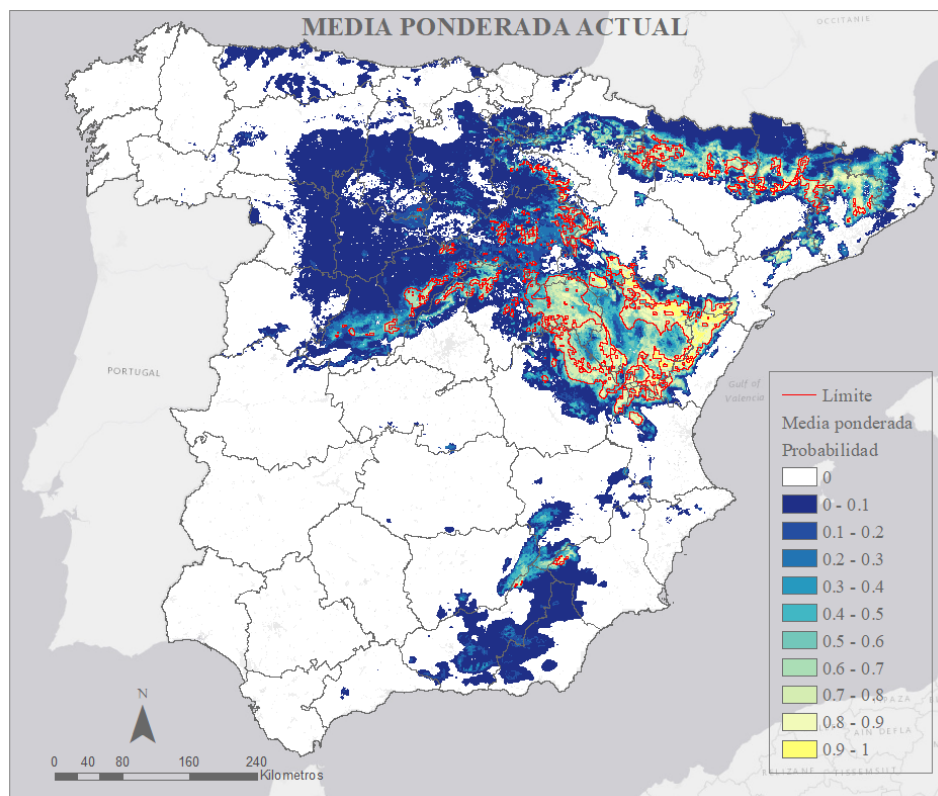 MEDIA PONDERADA ACTUAL
OCCITANIE
PORTUGAL
Gulf of
Valencia
Límite
Media ponderada
Probabilidad
0
0 - 0.1
0.1 - 0.2
0.2 - 0.3
0.3 - 0.4
0.4 - 0.5
0.5 - 0.6
0.6 - 0.7
0.7 - 0.8
0.8 - 0.9
0.9 - 1
N
0 40 80 160 240
Kilometros
AIN DEFLA